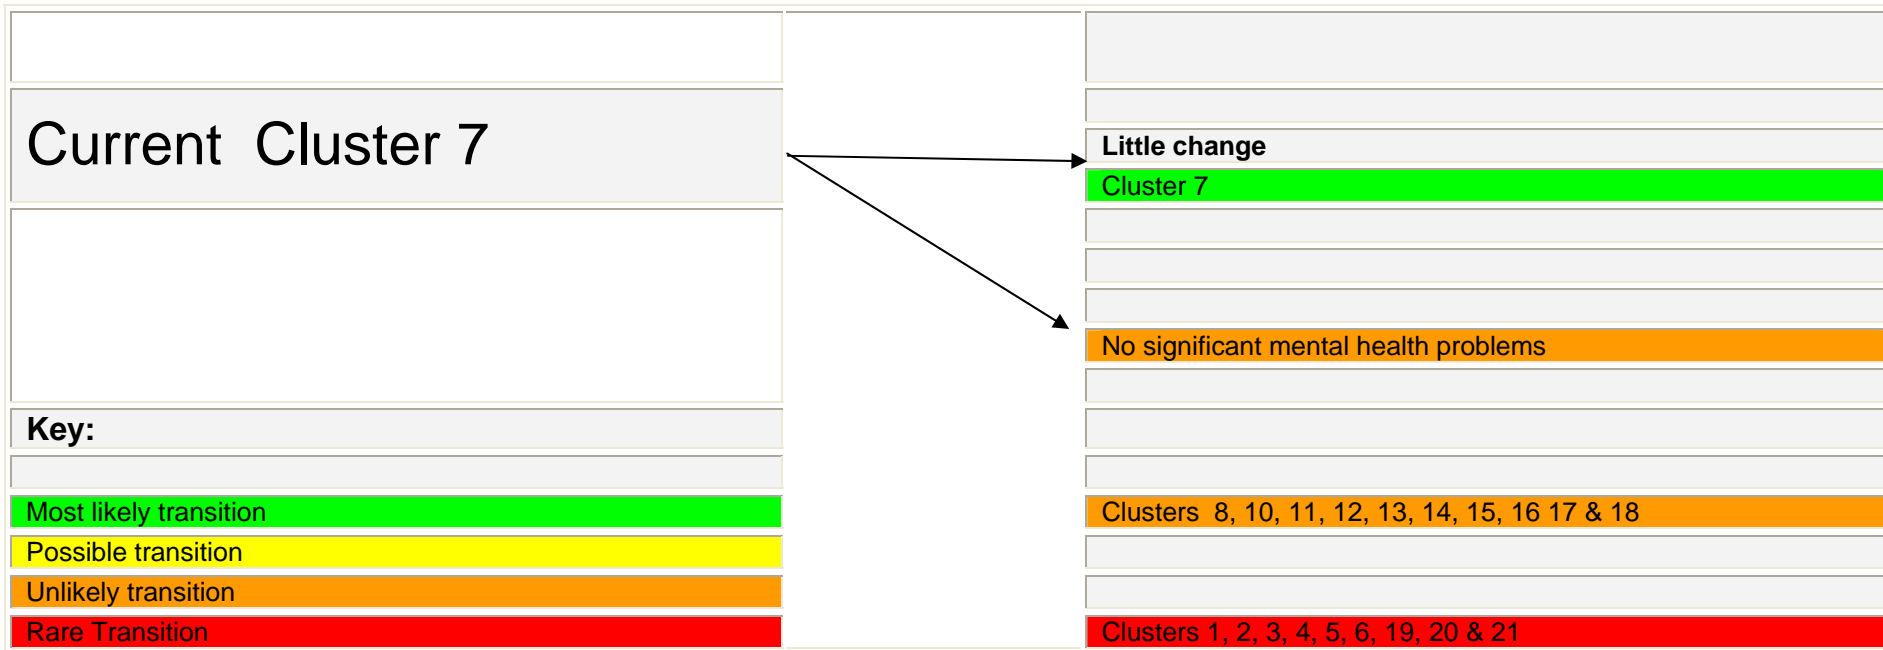 Current Cluster 7
Little change
Cluster 7
No significant mental health problems
Key:
Most likely transition
Clusters 8, 10, 11, 12, 13, 14, 15, 16 17 & 18
Possible transition
Unlikely transition
Rare Transition
Clusters 1, 2, 3, 4, 5, 6, 19, 20 & 21